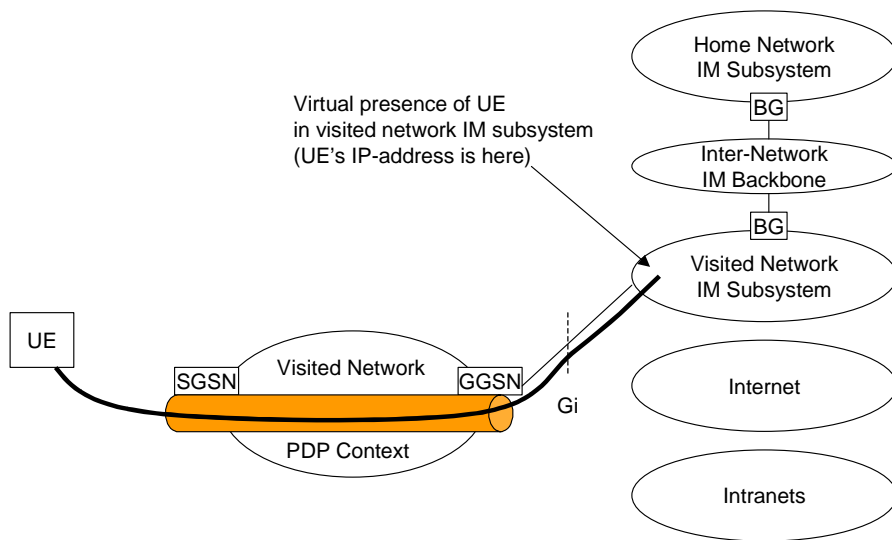 Home Network
IM Subsystem
BG
Virtual presence of UE
in visited network IM subsystem
(UE's IP-address is here)
Inter-Network
IM Backbone
BG
Visited Network
IM Subsystem
UE
Visited Network
SGSN
GGSN
Gi
PDP Context
Internet
Intranets